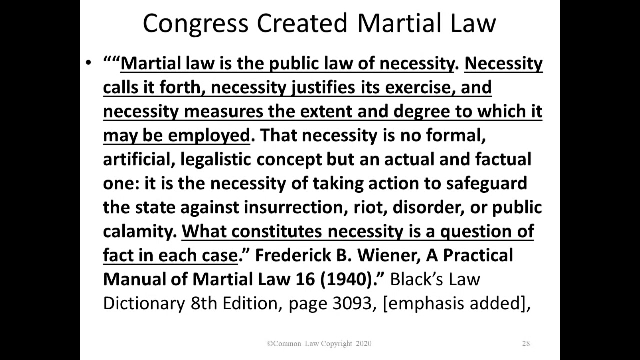 Congress Created Martial Law
• ““Martial law is the public law of necessity. Necessity
calls it forth, necessity justifies its exercise, and
necessity measures the extent and degree to which it
may be employed. That necessity is no formal,
artificial, legalistic concept but an actual and factual
one: it is the necessity of taking action to safeguard
the state against insurrection, riot, disorder, or public
calamity. What constitutes necessity is a question of
fact in each case.” Frederick B. Wiener, A Practical
Manual of Martial Law 16 (1940).” Black’s Law
Dictionary 8th Edition, page 3093, [emphasis added],
©Common Law Copyright 2020
28